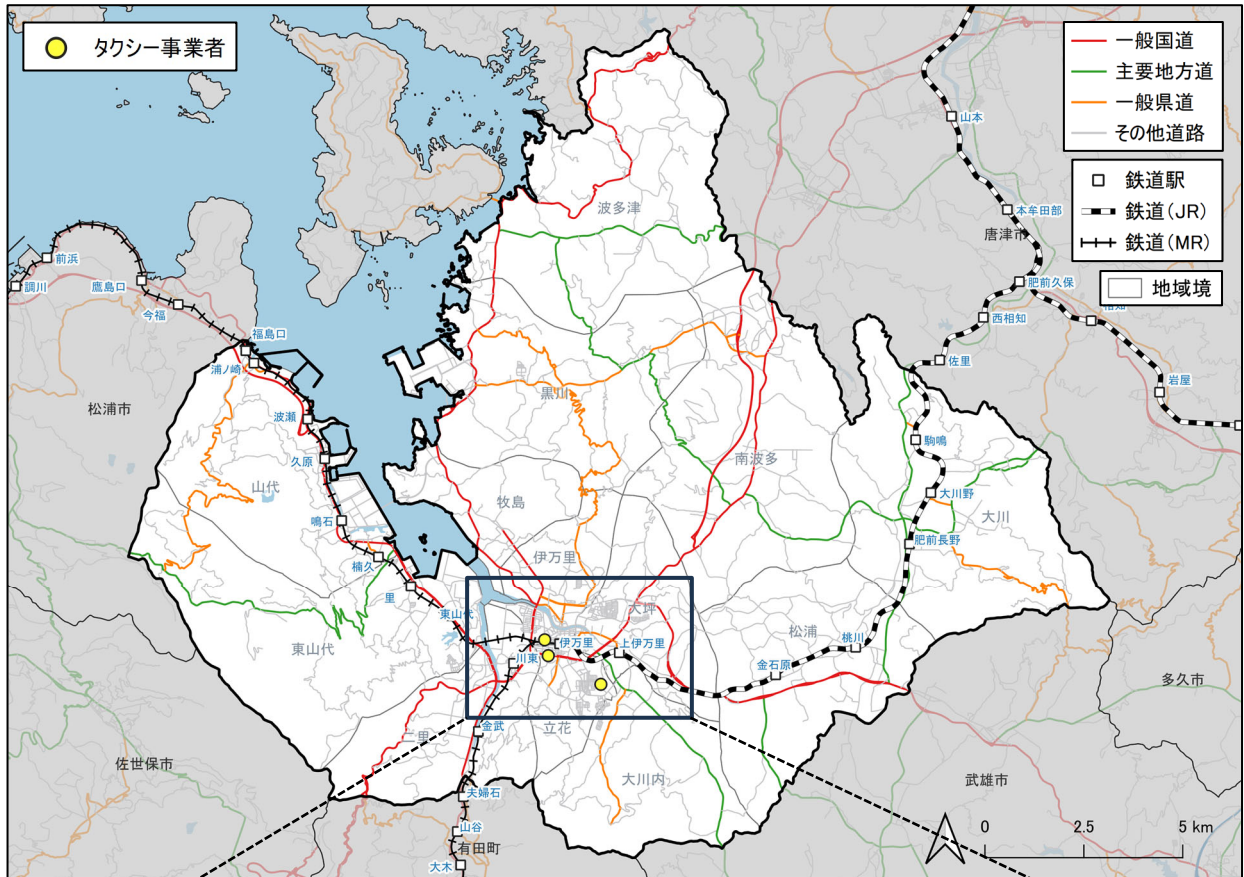 タクシー事業者
一般国道
主要地方道
一般県道
その他道路
鉄道駅
鉄道(JR)
鉄道(MR)
地域境
山本
本牟田部
唐津市
肥前久保
西相知
佐里
岩屋
波多津
前浜
調川
鷹島口
今福
福島口
浦ノ崎
松浦市
波瀬
久原
山代
鳴石
楠久
里
東山代
東山代
黒川
牧島
南波多
伊万里
大坪
駒鳴
大川野
大川
肥前長野
松浦
桃川
金石原
伊万里
上伊万里
川東
金武
立花
二里
大川内
多久市
武雄市
佐世保市
夫婦石
山谷
有田町
大木
0 2.5 5 km